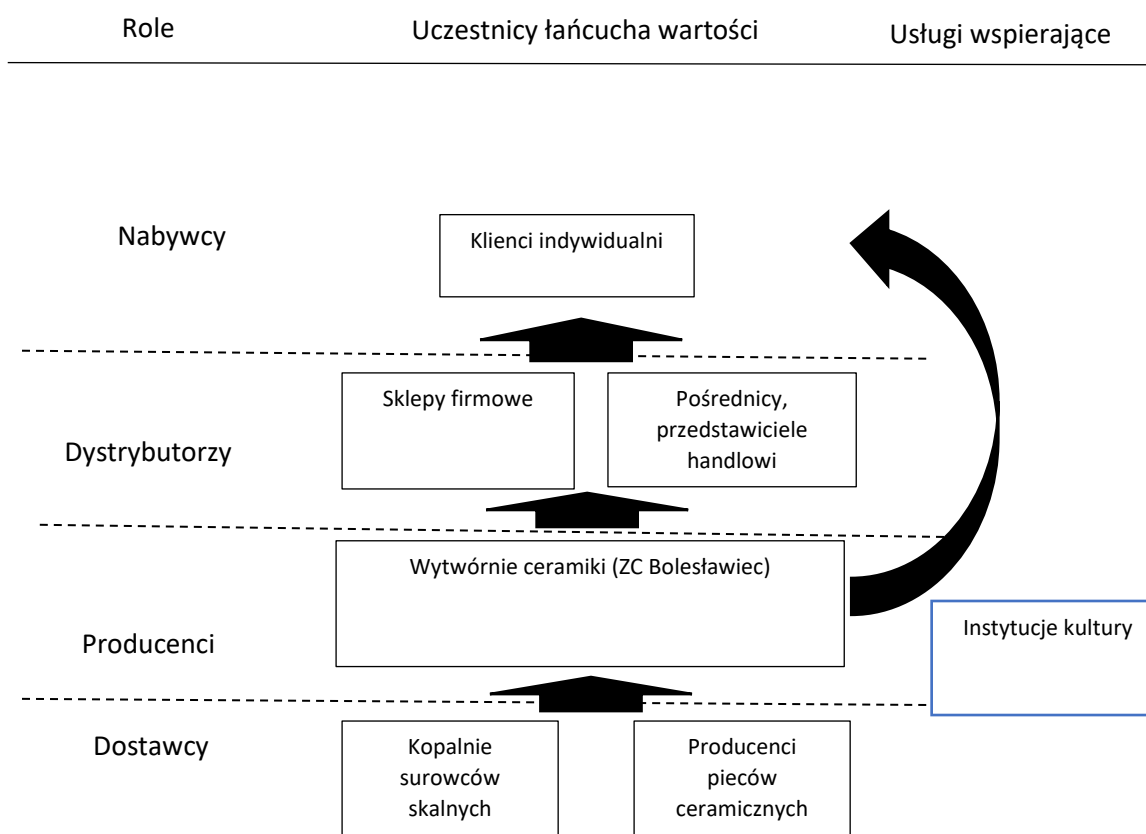 Role
Uczestnicy łańcucha wartości
Usługi wspierające
Nabywcy
Klienci indywidualni
Dystrybutorzy
Sklepy firmowe
Pośrednicy,
przedstawiciele
handlowi
Producenci
Wytwórnie ceramiki (ZC Bolesławiec)
Instytucje kultury
Dostawcy
Kopalnie
surowców
skalnych
Producenci
pieców
ceramicznych